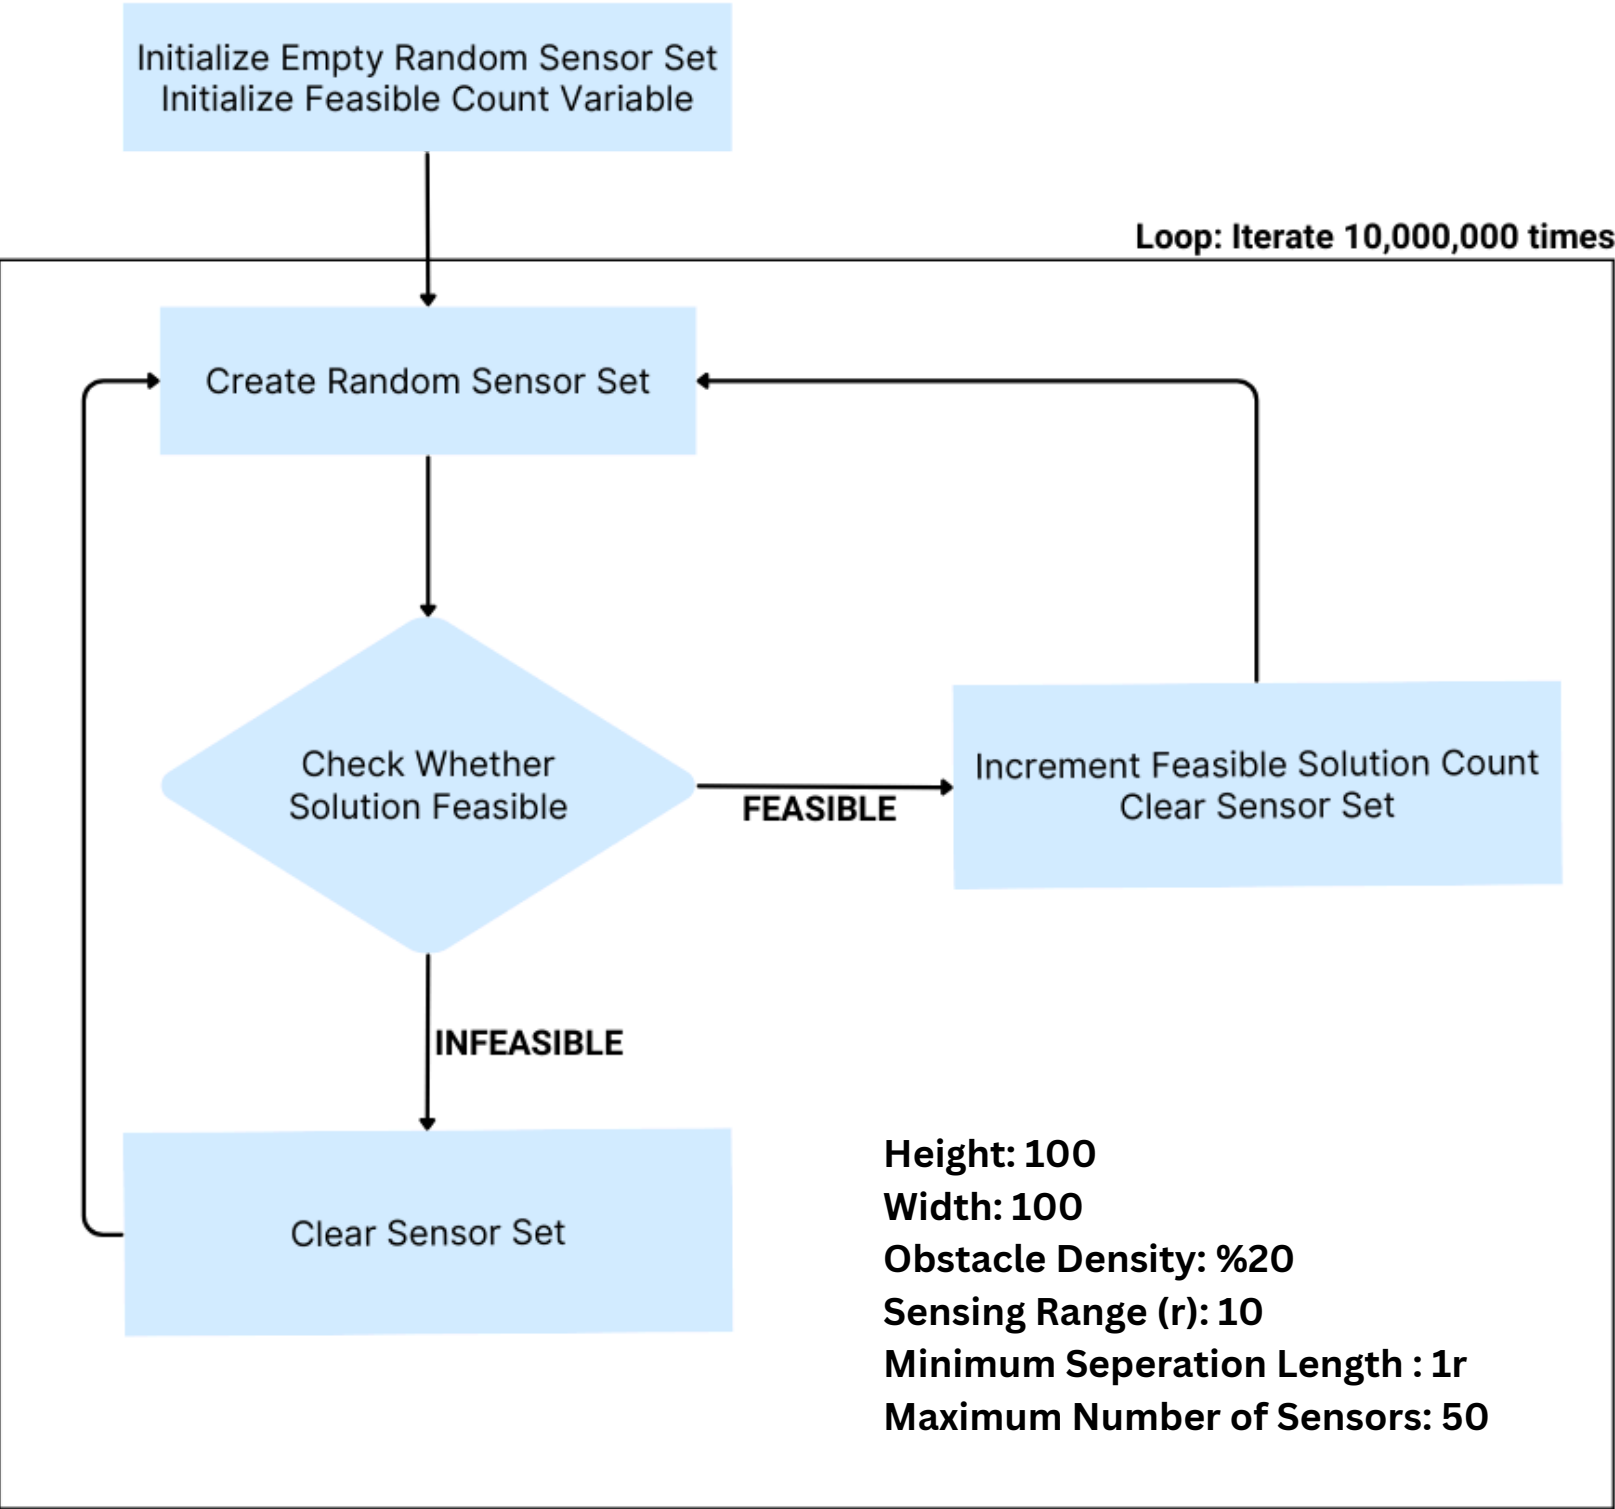 Initialize Empty Random Sensor Set
Initialize Feasible Count Variable
Loop: Iterate 10,000,000 times
Create Random Sensor Set
Check Whether
Solution Feasible
FEASIBLE
Increment Feasible Solution Count
Clear Sensor Set
INFEASIBLE
Clear Sensor Set
Height: 100
Width: 100
Obstacle Density: %20
Sensing Range (r): 10
Minimum Seperation Length : 1r
Maximum Number of Sensors: 50